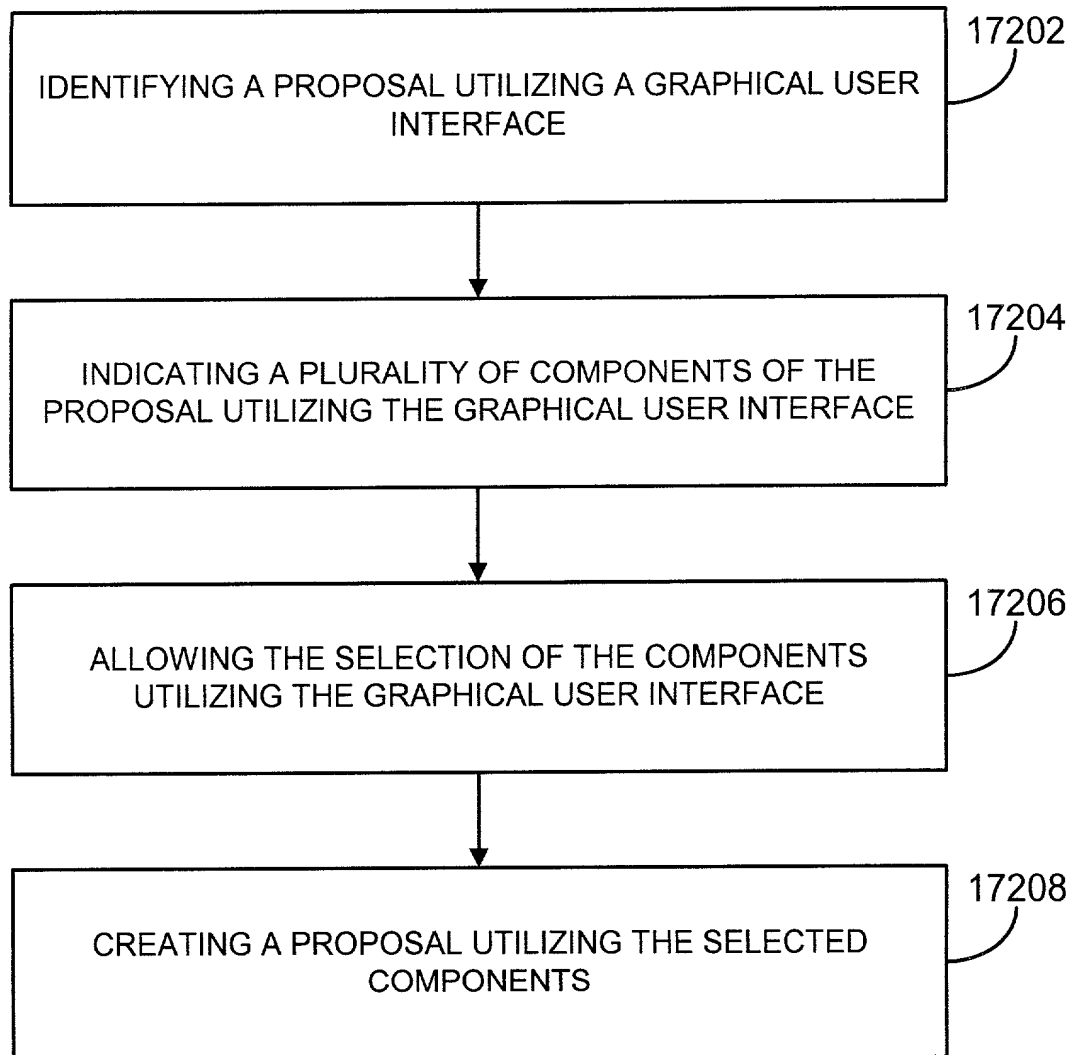 17202
IDENTIFYING A PROPOSAL UTILIZING A GRAPHICAL USER
INTERFACE
17204
INDICATING A PLURALITY OF COMPONENTS OF THE
PROPOSAL UTILIZING THE GRAPHICAL USER INTERFACE
17206
ALLOWING THE SELECTION OF THE COMPONENTS
UTILIZING THE GRAPHICAL USER INTERFACE
17208
CREATING A PROPOSAL UTILIZING THE SELECTED
COMPONENTS